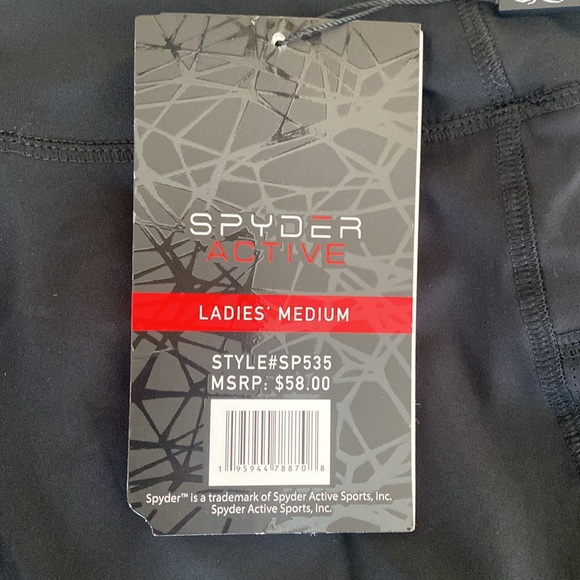 SPYDER
ACTIVE
LADIES' MEDIUM
STYLE#SP535
MSRP: $58.00
1 95944 78870 8
Spyder™ is a trademark of Spyder Active Sports, Inc.
Spyder Active Sports, Inc.